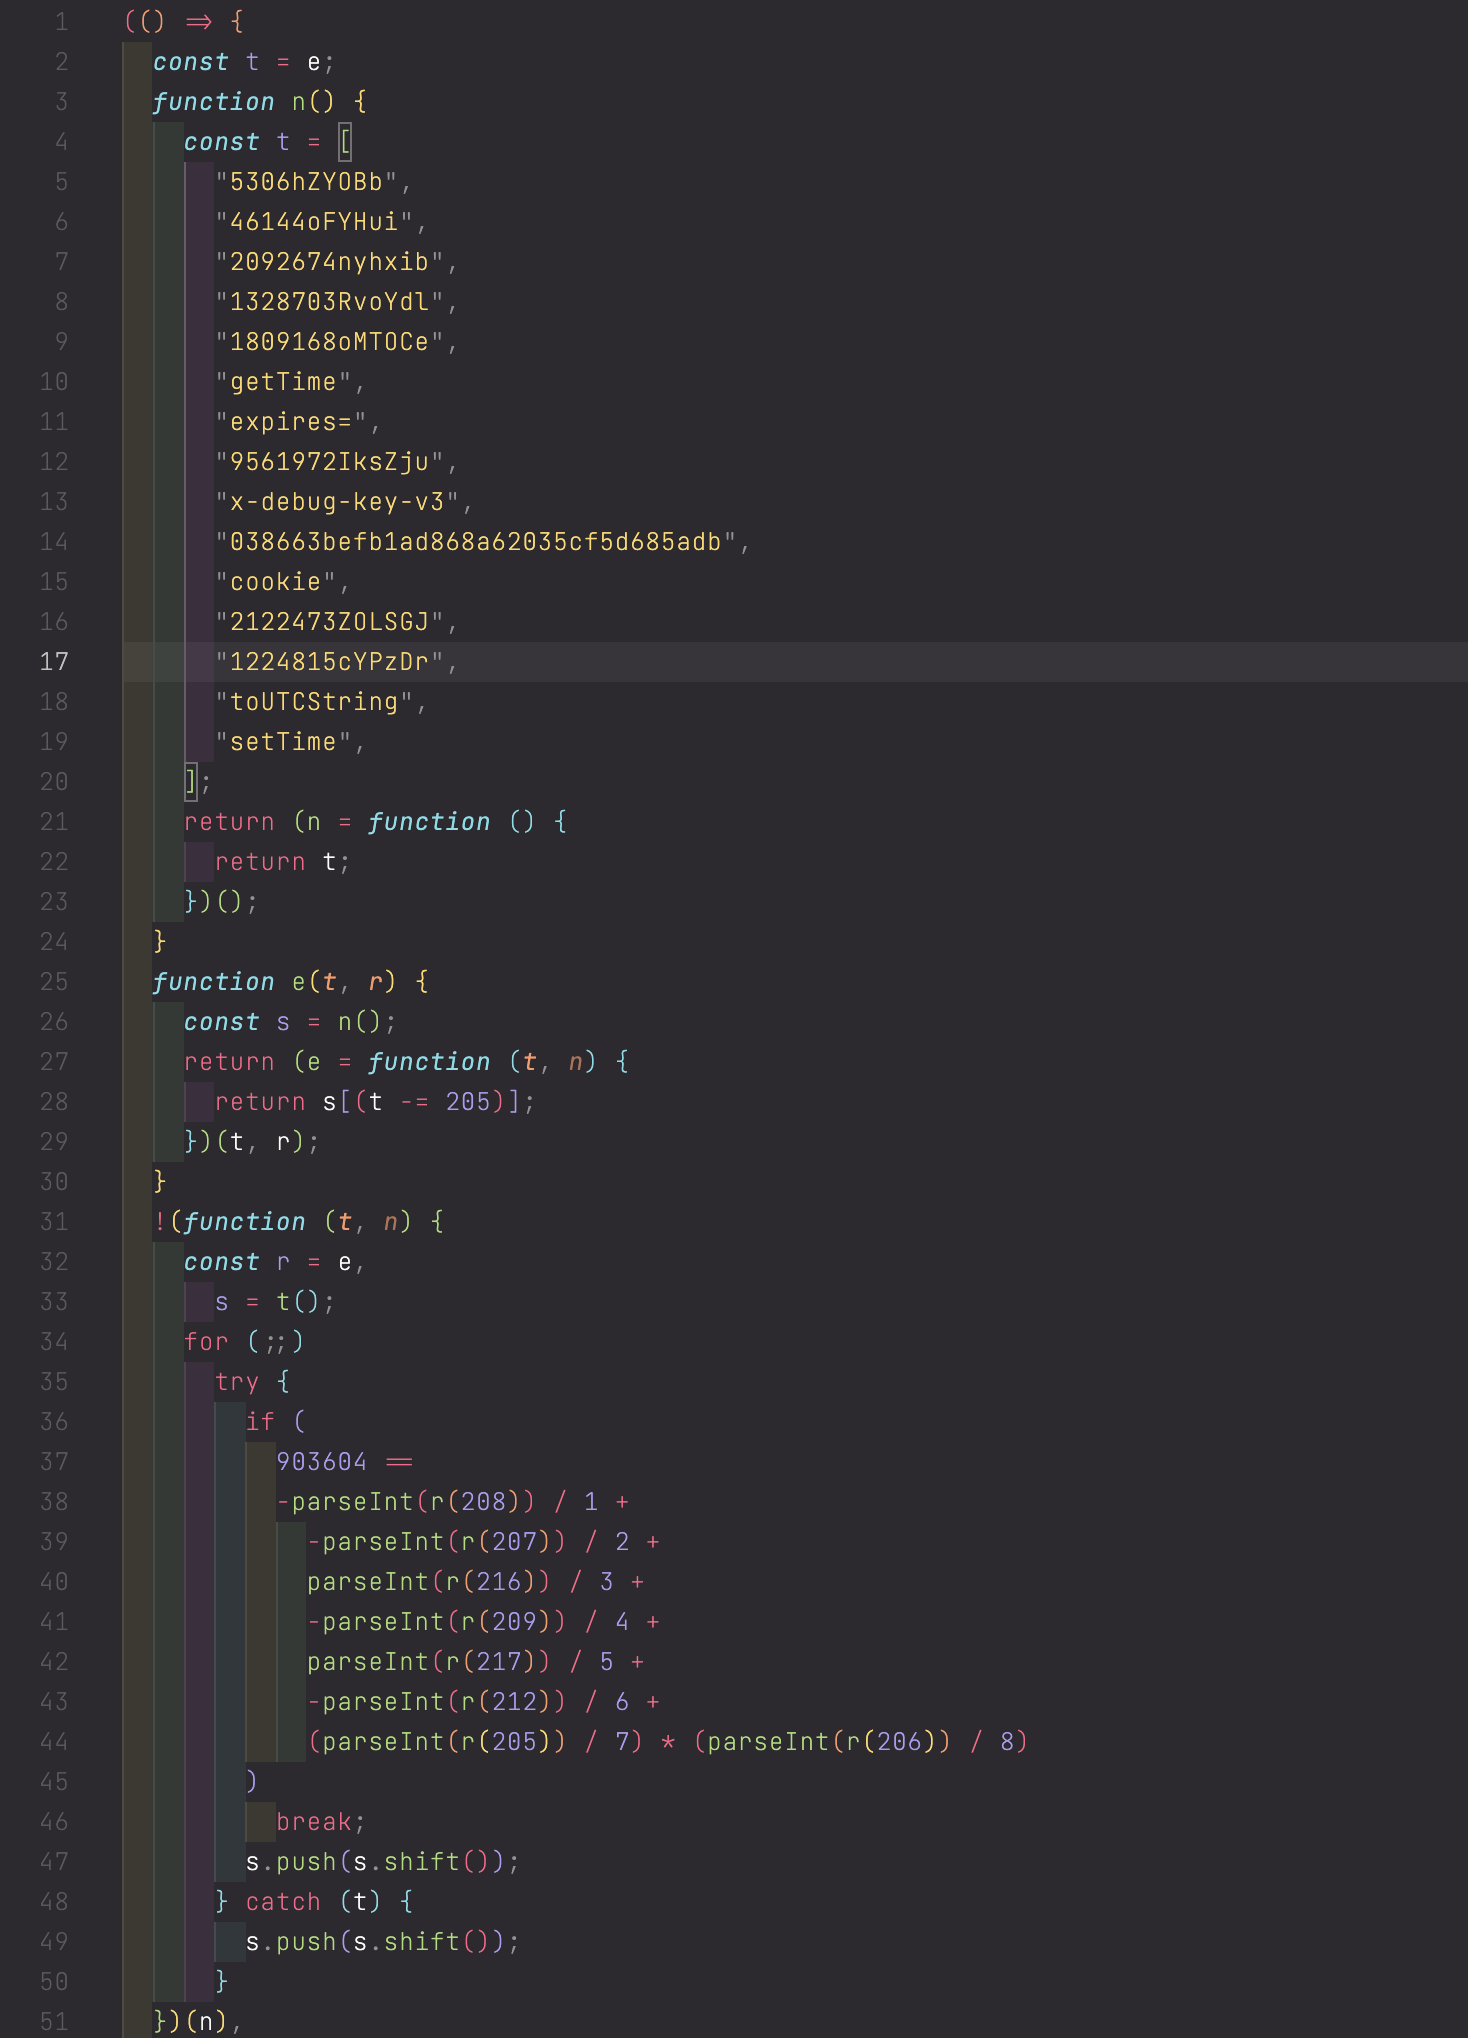 1 (() => {
2 const t = e;
3 function n() {
4 const t = [
5 "5306hZYOBb",
6 "46144oFYHui",
7 "2092674nyhxib",
8 "1328703RvoYdl",
9 "1809168oMTOCe",
10 "getTime",
11 "expires=",
12 "9561972IksZju",
13 "x-debug-key-v3",
14 "038663befb1ad868a62035cf5d685adb",
15 "cookie",
16 "2122473ZOLSGJ",
17 "1224815cYPzDr",
18 "toUTCString",
19 "setTime",
20 ];
21 return (n = function () {
22 return t;
23 })();
24 }
25 function e(t, r) {
26 const s = n();
27 return (e = function (t, n) {
28 return s[(t -= 205)];
29 })(t, r);
30 }
31 !(function (t, n) {
32 const r = e,
33 s = t();
34 for (;;)
35 try {
36 if (
37 903604 ==
38 -parseInt(r(208)) / 1 +
39 -parseInt(r(207)) / 2 +
40 parseInt(r(216)) / 3 +
41 -parseInt(r(209)) / 4 +
42 parseInt(r(217)) / 5 +
43 -parseInt(r(212)) / 6 +
44 (parseInt(r(205)) / 7) * (parseInt(r(206)) / 8)
45 )
46 break;
47 s.push(s.shift());
48 } catch (t) {
49 s.push(s.shift());
50 }
51 })(n),